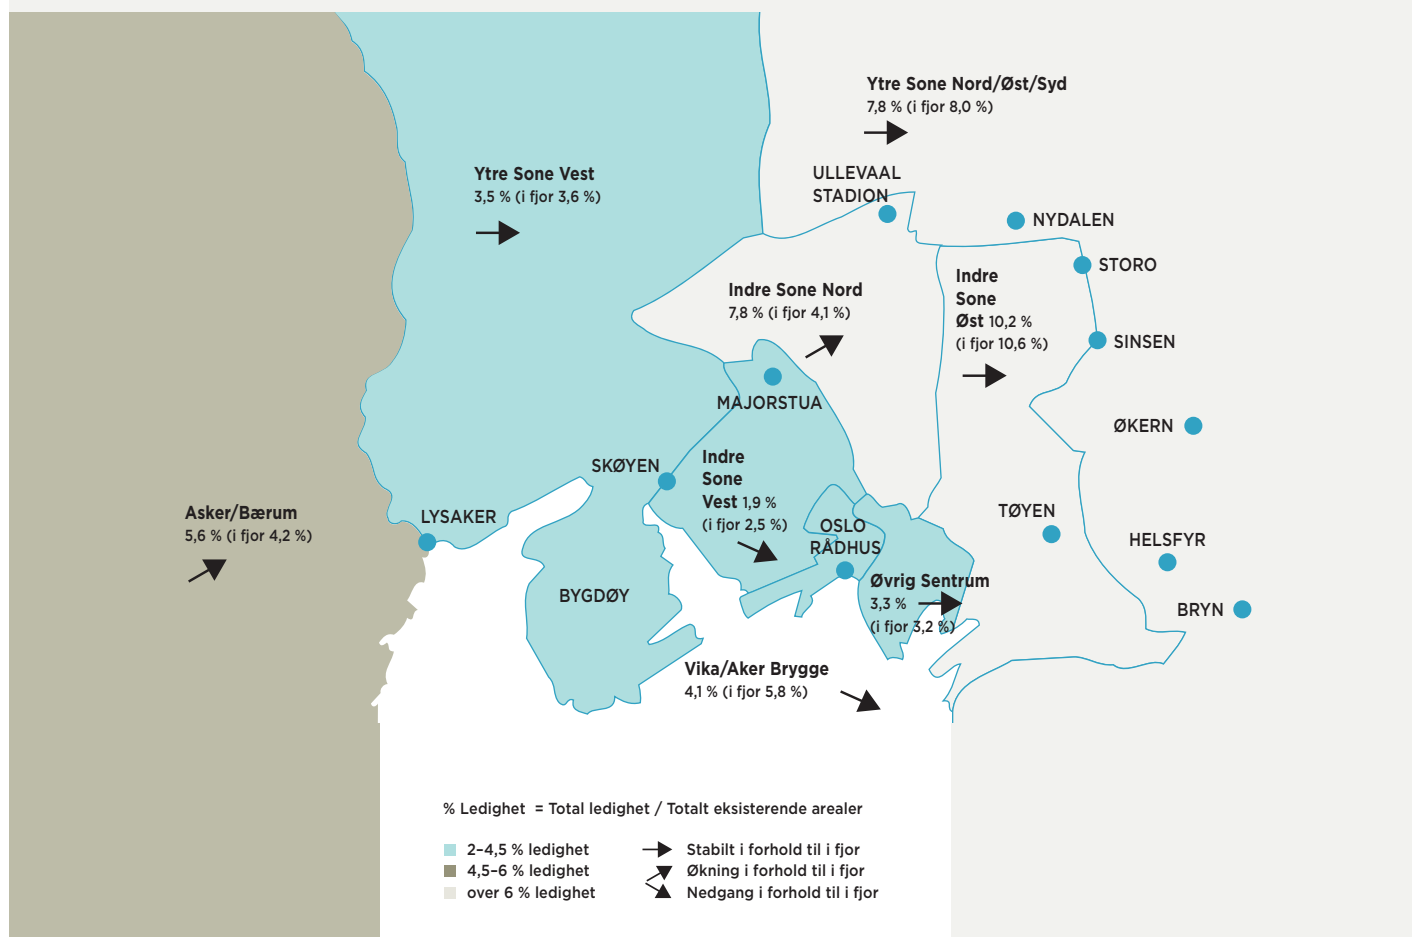 Ytre Sone Nord/Øst/Syd
7,8 % (i fjor 8,0 %)
Ytre Sone Vest
3,5 % (i fjor 3,6 %)
ULLEVAAL
STADION
NYDALEN
STORO
Indre
Sone
Øst 10,2 %
(i fjor 10,6 %)
Indre Sone Nord
7,8 % (i fjor 4,1 %)
SINSEN
MAJORSTUA
ØKERN
SKØYEN
Indre
Sone
Vest 1,9 %
(i fjor 2,5 %)
Asker/Bærum
5,6 % (i fjor 4,2 %)
LYSAKER
OSLO
RÅDHUS
TØYEN
HELSFYR
BYGDØY
Øvrig Sentrum
3,3 %
(i fjor 3,2 %)
BRYN
Vika/Aker Brygge
4,1 % (i fjor 5,8 %)
% Ledighet = Total ledighet / Totalt eksisterende arealer
2–4,5 % ledighet
4,5–6 % ledighet
over 6 % ledighet
Stabilt i forhold til i fjor
Økning i forhold til i fjor
Nedgang i forhold til i fjor